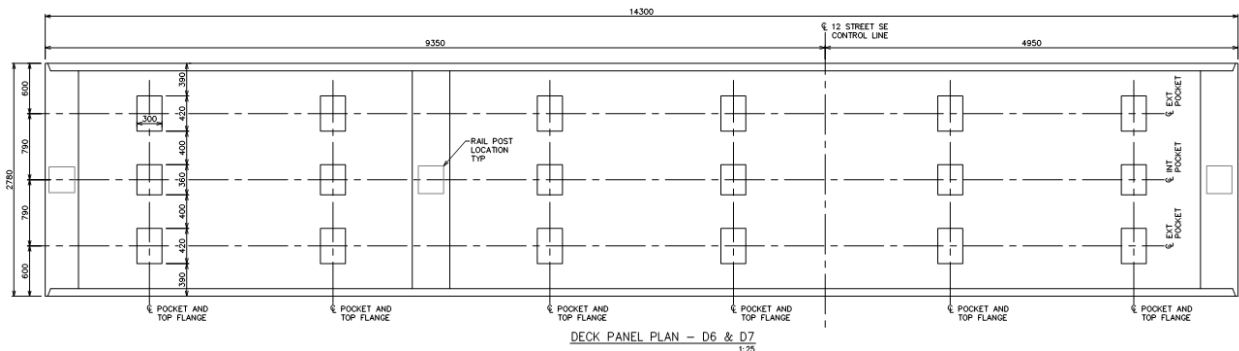 14300
℄ 12 STREET SE
CONTROL LINE
9350
4950
2780
600
790
790
600
390
420
400
360
400
420
390
300
RAIL POST
LOCATION
TYP
℄ EXT
POCKET
℄ INT
POCKET
℄ EXT
POCKET
℄ POCKET AND
TOP FLANGE
℄ POCKET AND
TOP FLANGE
℄ POCKET AND
TOP FLANGE
℄ POCKET AND
TOP FLANGE
℄ POCKET AND
TOP FLANGE
℄ POCKET AND
TOP FLANGE
DECK PANEL PLAN - D6 & D7
1:25